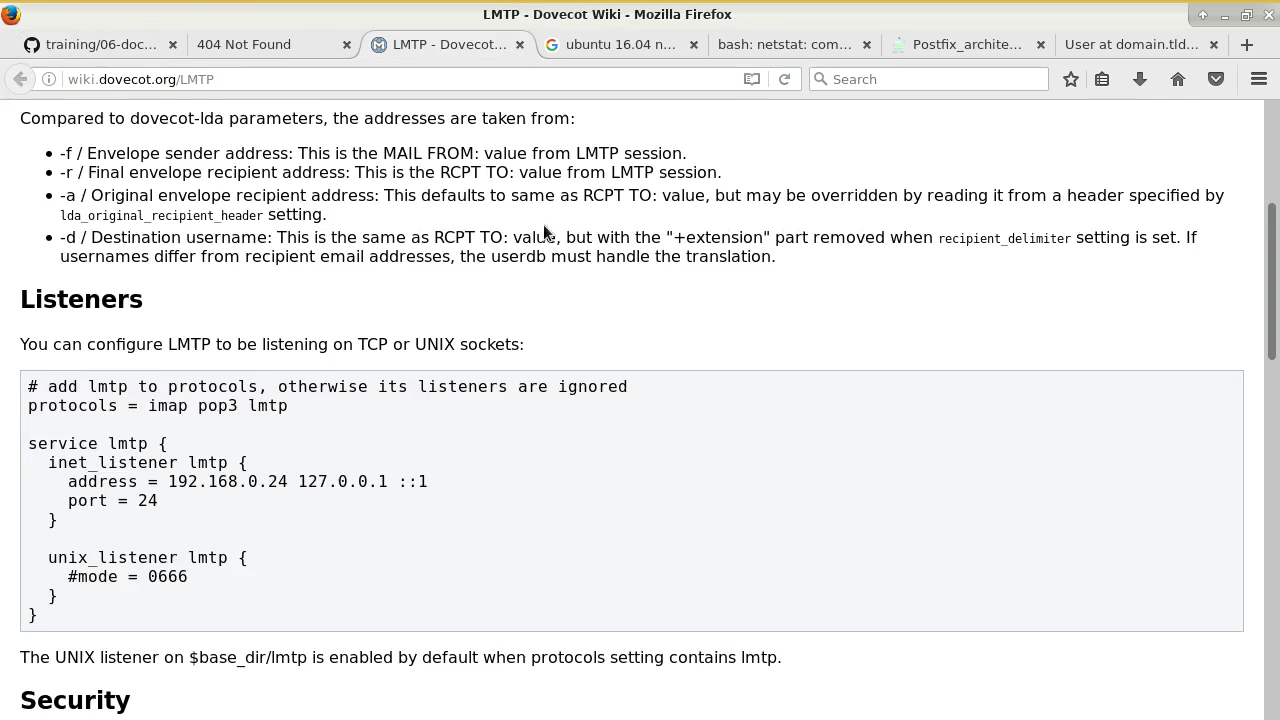 LMTP - Dovecot Wiki - Mozilla Firefox
training/06-doc...
404 Not Found
LMTP - Dovecot...
ubuntu 16.04 n...
bash: netstat: com...
Postfix_archite...
User at domain.tld...
wiki.dovecot.org/LMTP
Search
Compared to dovecot-lda parameters, the addresses are taken from:
• -f / Envelope sender address: This is the MAIL FROM: value from LMTP session.
• -r / Final envelope recipient address: This is the RCPT TO: value from LMTP session.
• -a / Original envelope recipient address: This defaults to same as RCPT TO: value, but may be overridden by reading it from a header specified by
lda_original_recipient_header setting.
• -d / Destination username: This is the same as RCPT TO: value, but with the "+extension" part removed when recipient_delimiter setting is set. If
usernames differ from recipient email addresses, the userdb must handle the translation.
Listeners
You can configure LMTP to be listening on TCP or UNIX sockets:
# add lmtp to protocols, otherwise its listeners are ignored
protocols = imap pop3 lmtp
service lmtp {
inet_listener lmtp {
address = 192.168.0.24 127.0.0.1 ::1
port = 24
}
unix_listener lmtp {
#mode = 0666
}
}
The UNIX listener on $base_dir/lmtp is enabled by default when protocols setting contains lmtp.
Security